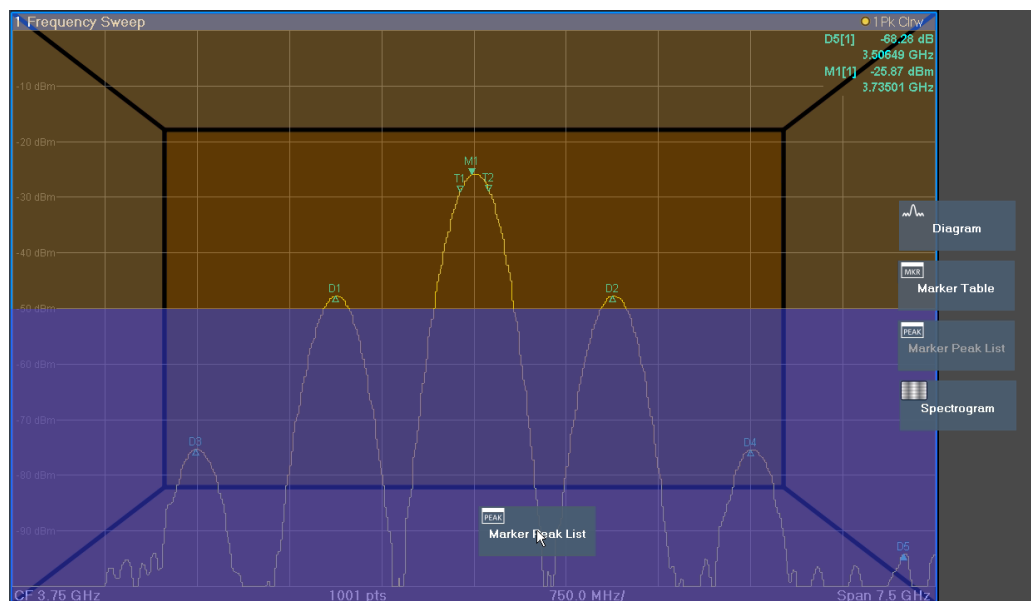 1 Frequency Sweep
1Pk Clrw
D5[1] -68.28 dB
3.50649 GHz
M1[1] -25.87 dBm
3.73501 GHz
-10 dBm
-20 dBm
M1
T1 T2
-30 dBm
Diagram
-40 dBm
MKR
Marker Table
D1 D2
-50 dBm
PEAK
Marker Peak List
-60 dBm
Spectrogram
-70 dBm
D3 D4
-80 dBm
PEAK
Marker Peak List
-90 dBm
D5
CF 3.75 GHz 1001 pts 750.0 MHz/ Span 7.5 GHz